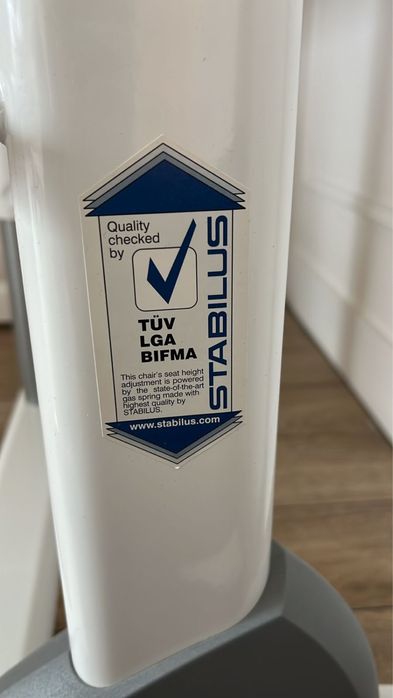 Quality
checked
by
TÜV
LGA
BIFMA
This chair's seat height
adjustment is powered
by the state-of-the-art
gas spring made with
highest quality by
STABILUS.
STABILUS
www.stabilus.com